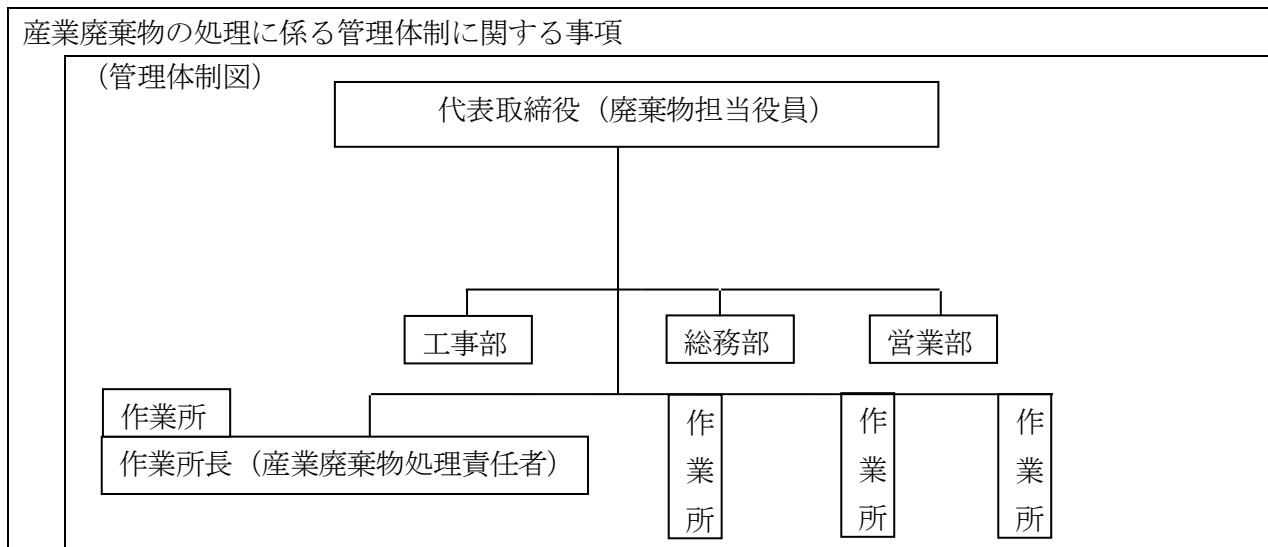 産業廃棄物の処理に係る管理体制に関する事項
（管理体制図）
代表取締役（廃棄物担当役員）
工事部
総務部
営業部
作業所
作業所長（産業廃棄物処理責任者）
作業所
作業所
作業所